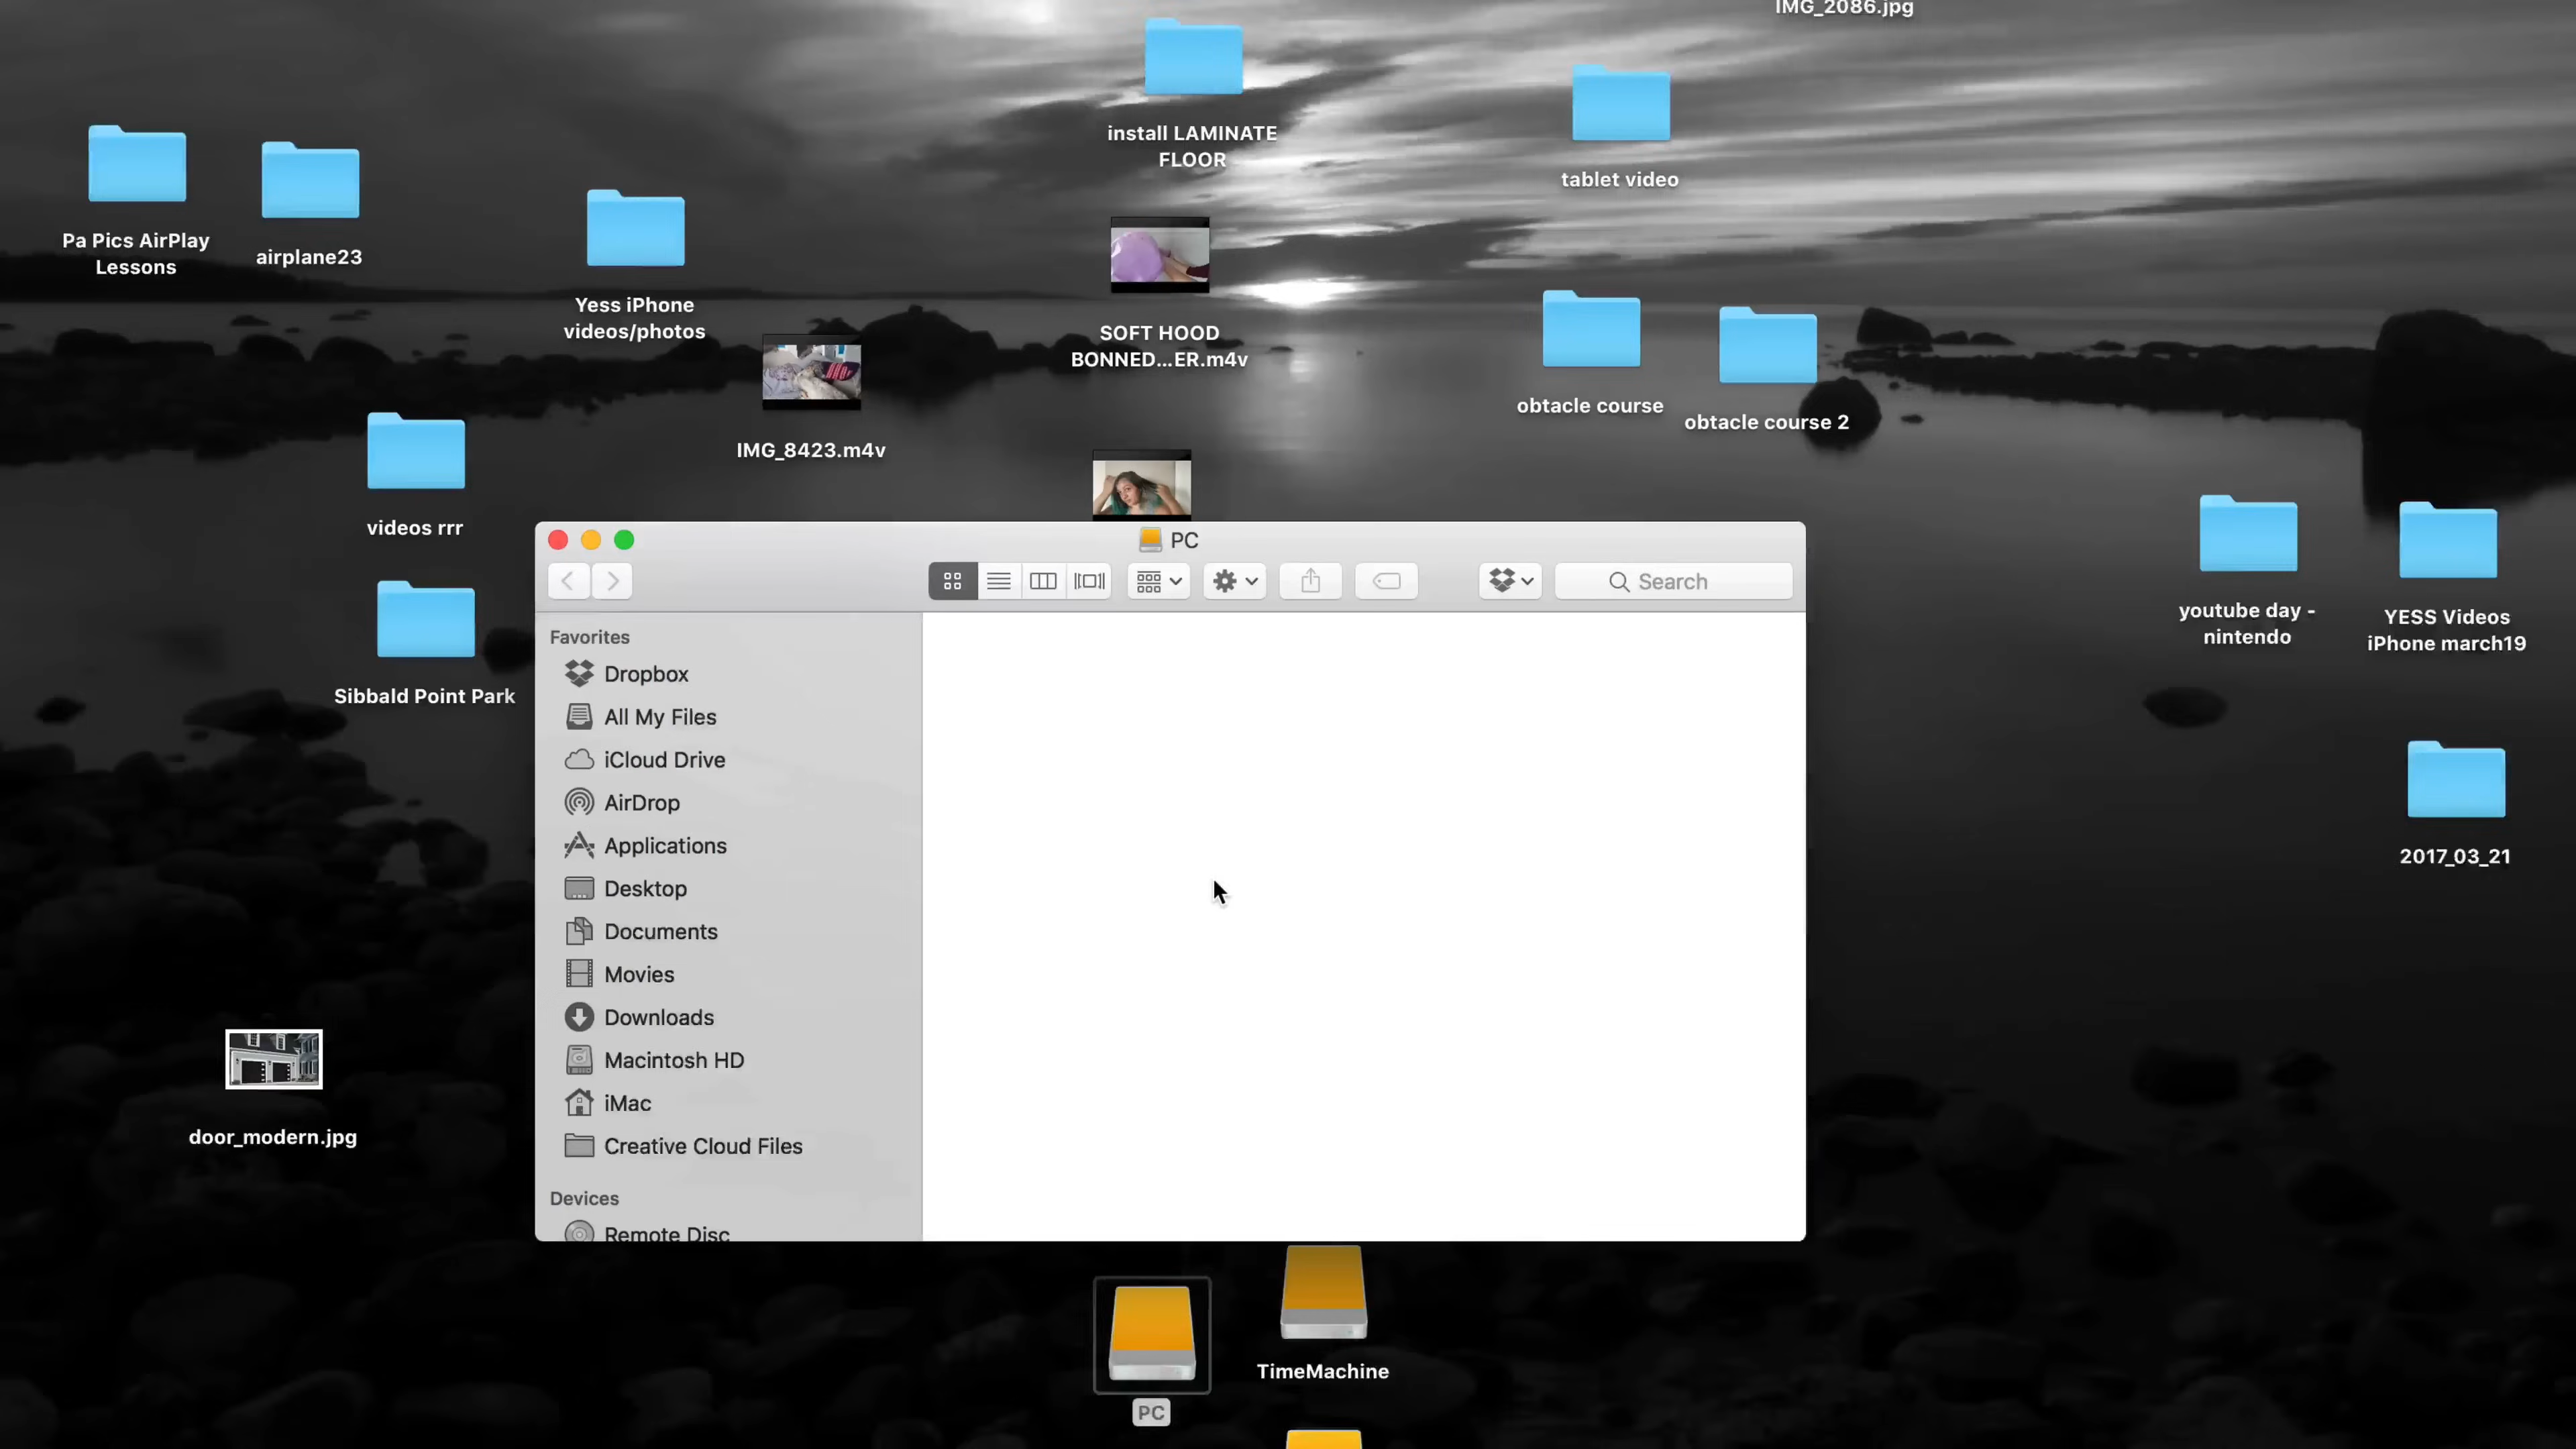 IMG_2086.jpg
install LAMINATE
FLOOR
tablet video
Pa Pics AirPlay
Lessons
airplane23
Yess iPhone
videos/photos
SOFT HOOD
BONNED...ER.m4v
obtacle course
obtacle course 2
IMG_8423.m4v
videos rrr
youtube day -
nintendo
YESS Videos
iPhone march19
Sibbald Point Park
2017_03_21
door_modern.jpg
PC
Search
Favorites
Dropbox
All My Files
iCloud Drive
AirDrop
Applications
Desktop
Documents
Movies
Downloads
Macintosh HD
iMac
Creative Cloud Files
Devices
Remote Disc
TimeMachine
PC